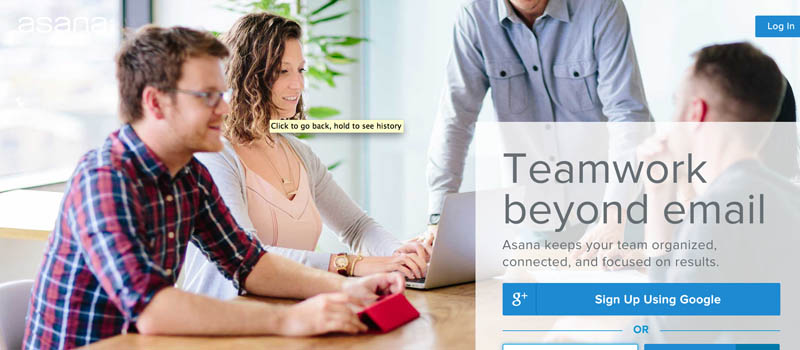 asana
Log In
Click to go back, hold to see history
Teamwork
beyond email
Asana keeps your team organized,
connected, and focused on results.
g+
Sign Up Using Google
OR